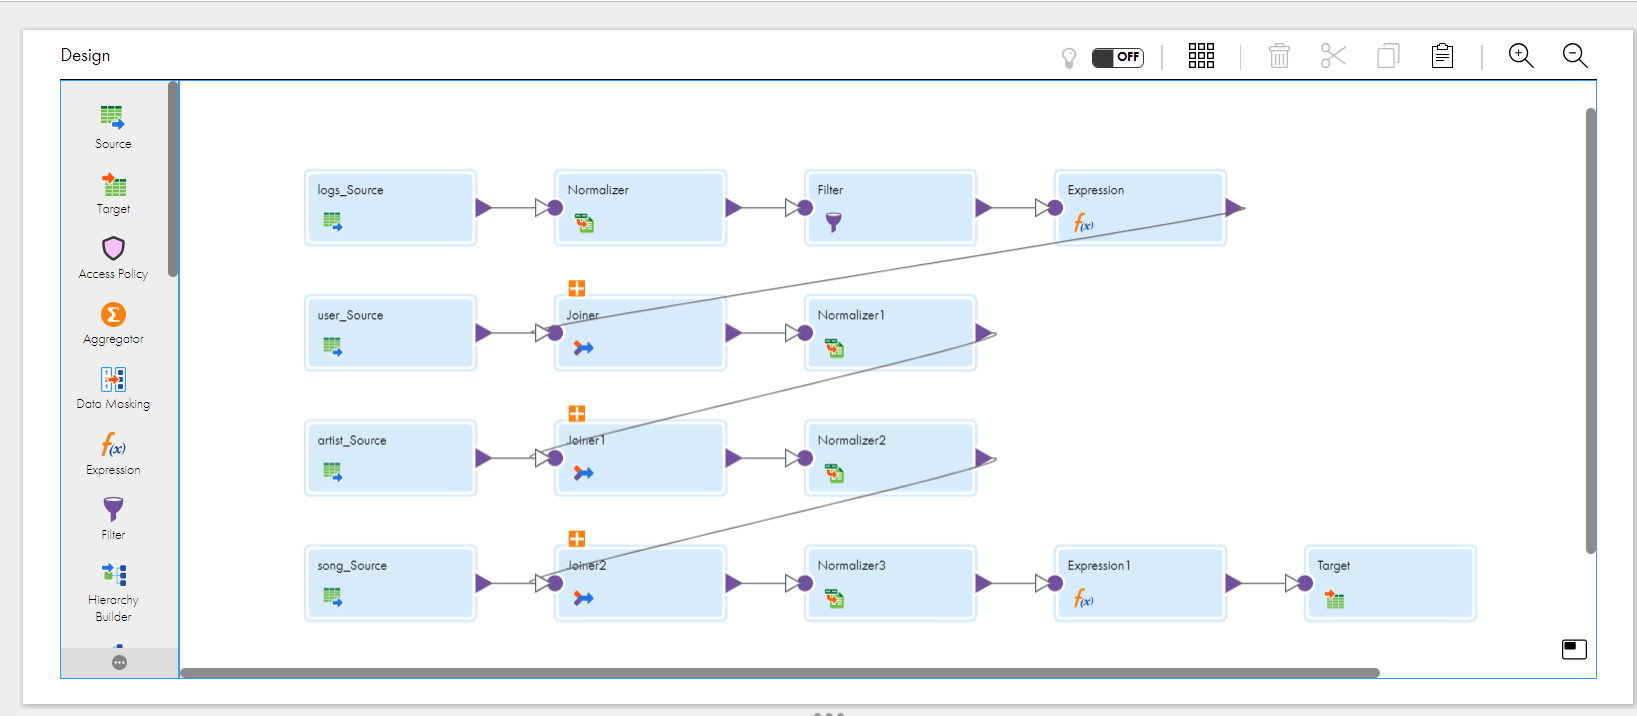 Design
OFF
Source
Target
Access Policy
Aggregator
Data Masking
Expression
Filter
Hierarchy
Builder
logs_Source
Normalizer
Filter
Expression
user_Source
Joiner
Normalizer1
artist_Source
Joiner1
Normalizer2
song_Source
Joiner2
Normalizer3
Expression1
Target